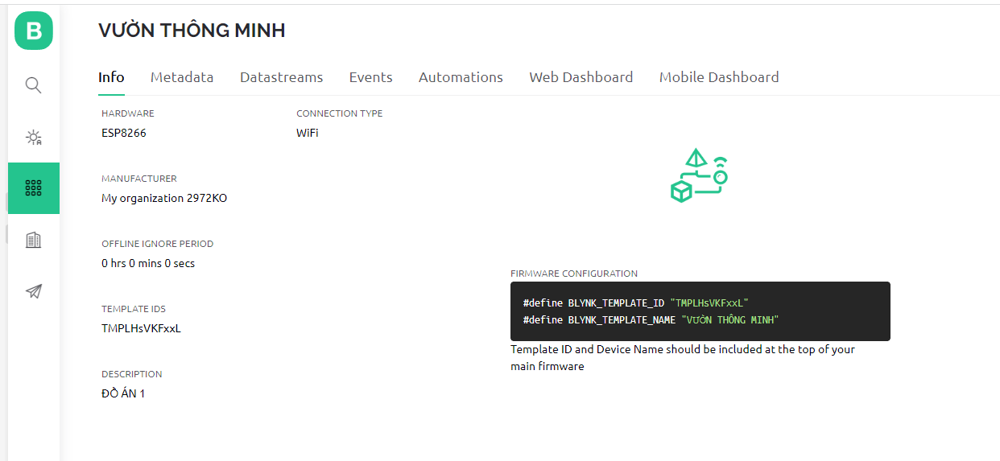 B
VƯỜN THÔNG MINH
Info Metadata Datastreams Events Automations Web Dashboard Mobile Dashboard
HARDWARE
ESP8266
CONNECTION TYPE
WiFi
MANUFACTURER
My organization 2972KO
OFFLINE IGNORE PERIOD
0 hrs 0 mins 0 secs
TEMPLATE IDS
TMPLHsVKFxxL
DESCRIPTION
ĐỒ ÁN 1
FIRMWARE CONFIGURATION
#define BLYNK_TEMPLATE_ID "TMPLHsVKFxxL"
#define BLYNK_TEMPLATE_NAME "VƯỜN THÔNG MINH"
Template ID and Device Name should be included at the top of your
main firmware